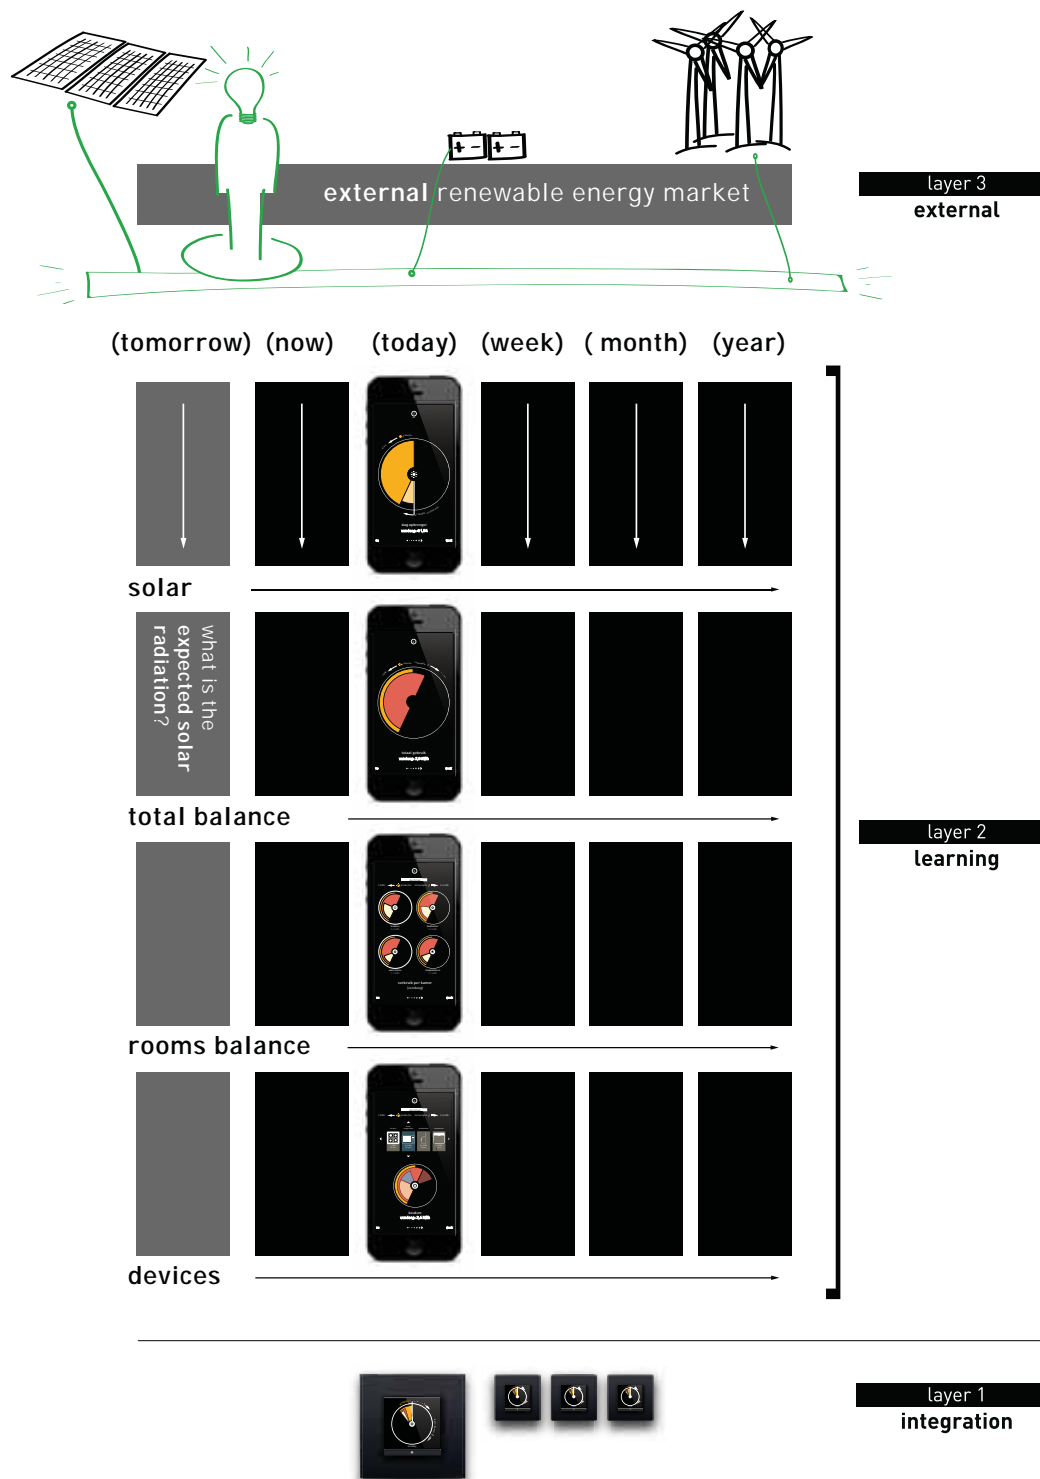 external renewable energy market
layer 3
external
(tomorrow) (now) (today) (week) ( month) (year)
solar
what is the
expected solar
radiation?
total balance
layer 2
learning
rooms balance
devices
layer 1
integration